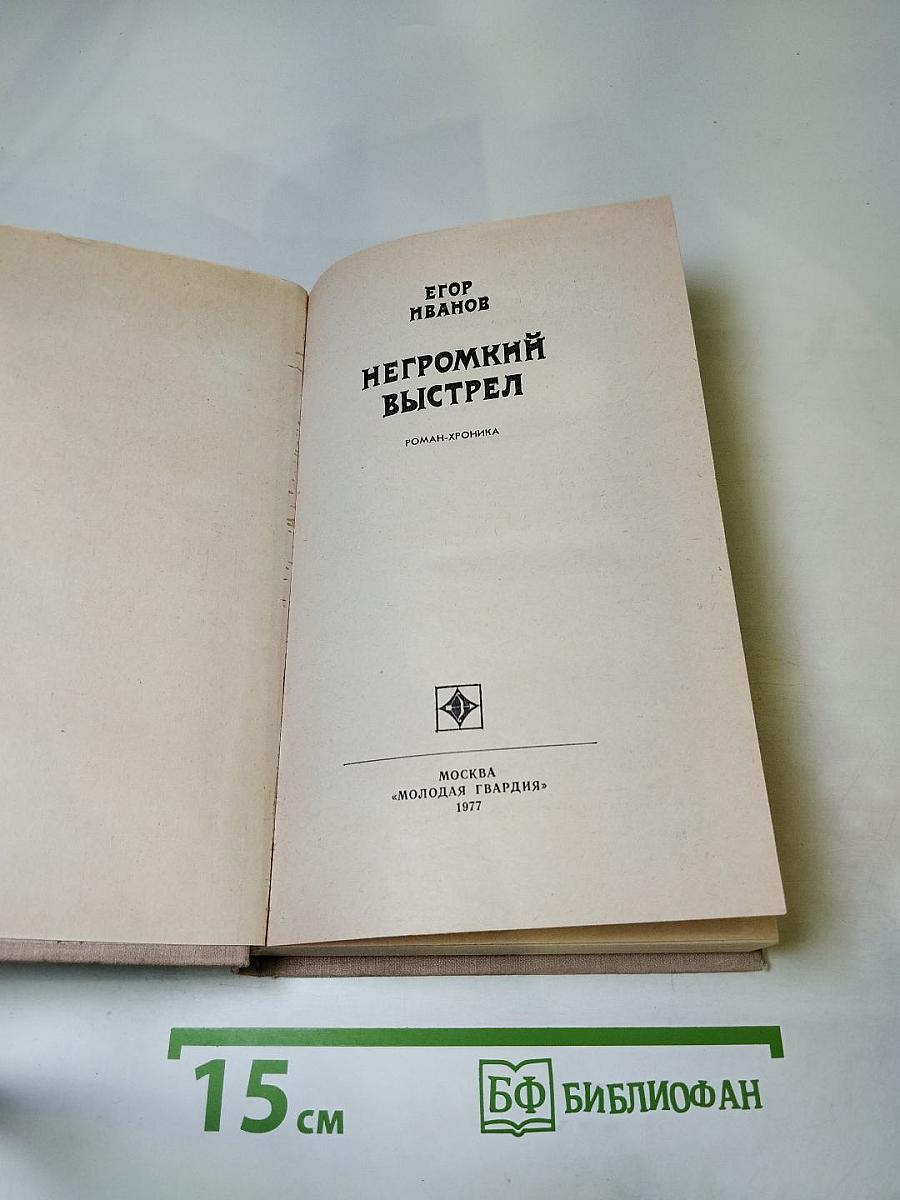 ЕГОР
ИВАНОВ
НЕГРОМКИЙ
ВЫСТРЕЛ
РОМАН-ХРОНИКА
МОСКВА
«МОЛОДАЯ ГВАРДИЯ»
1977
15 см
БФ БИБЛИОФАН